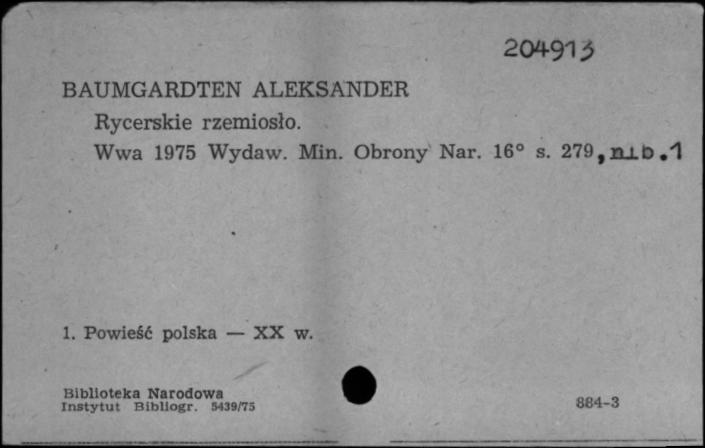 204913
BAUMGARDTEN ALEKSANDER
Rycerskie rzemiosło.
Wwa 1975 Wydaw. Min. Obrony Nar. 16° s. 279, nlb.1
1. Powieść polska — XX w.
Biblioteka Narodowa
Instytut Bibliogr. 5439/75
884-3